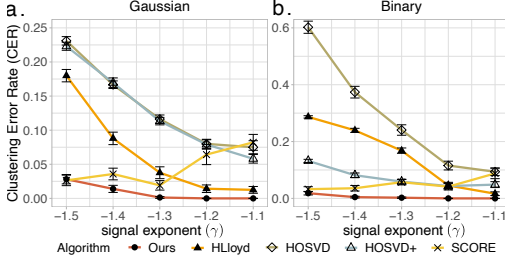 a. Gaussian
b. Binary
Clustering Error Rate (CER)
0.25
0.20
0.15
0.10
0.05
0.00
0.6
0.4
0.2
0.0
−1.5 −1.4 −1.3 −1.2 −1.1
−1.5 −1.4 −1.3 −1.2 −1.1
signal exponent (γ)
signal exponent (γ)
Algorithm Ours HLloyd HOSVD HOSVD+ SCORE